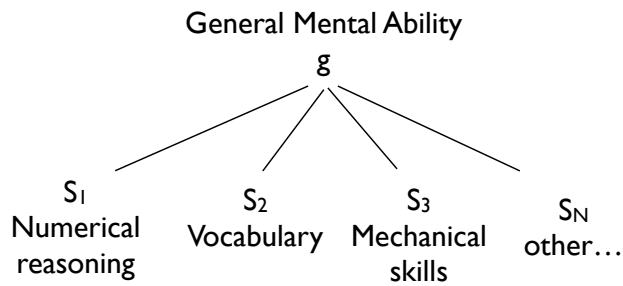 General Mental Ability
g
S1
Numerical
reasoning
S2
Vocabulary
S3
Mechanical
skills
SN
other…